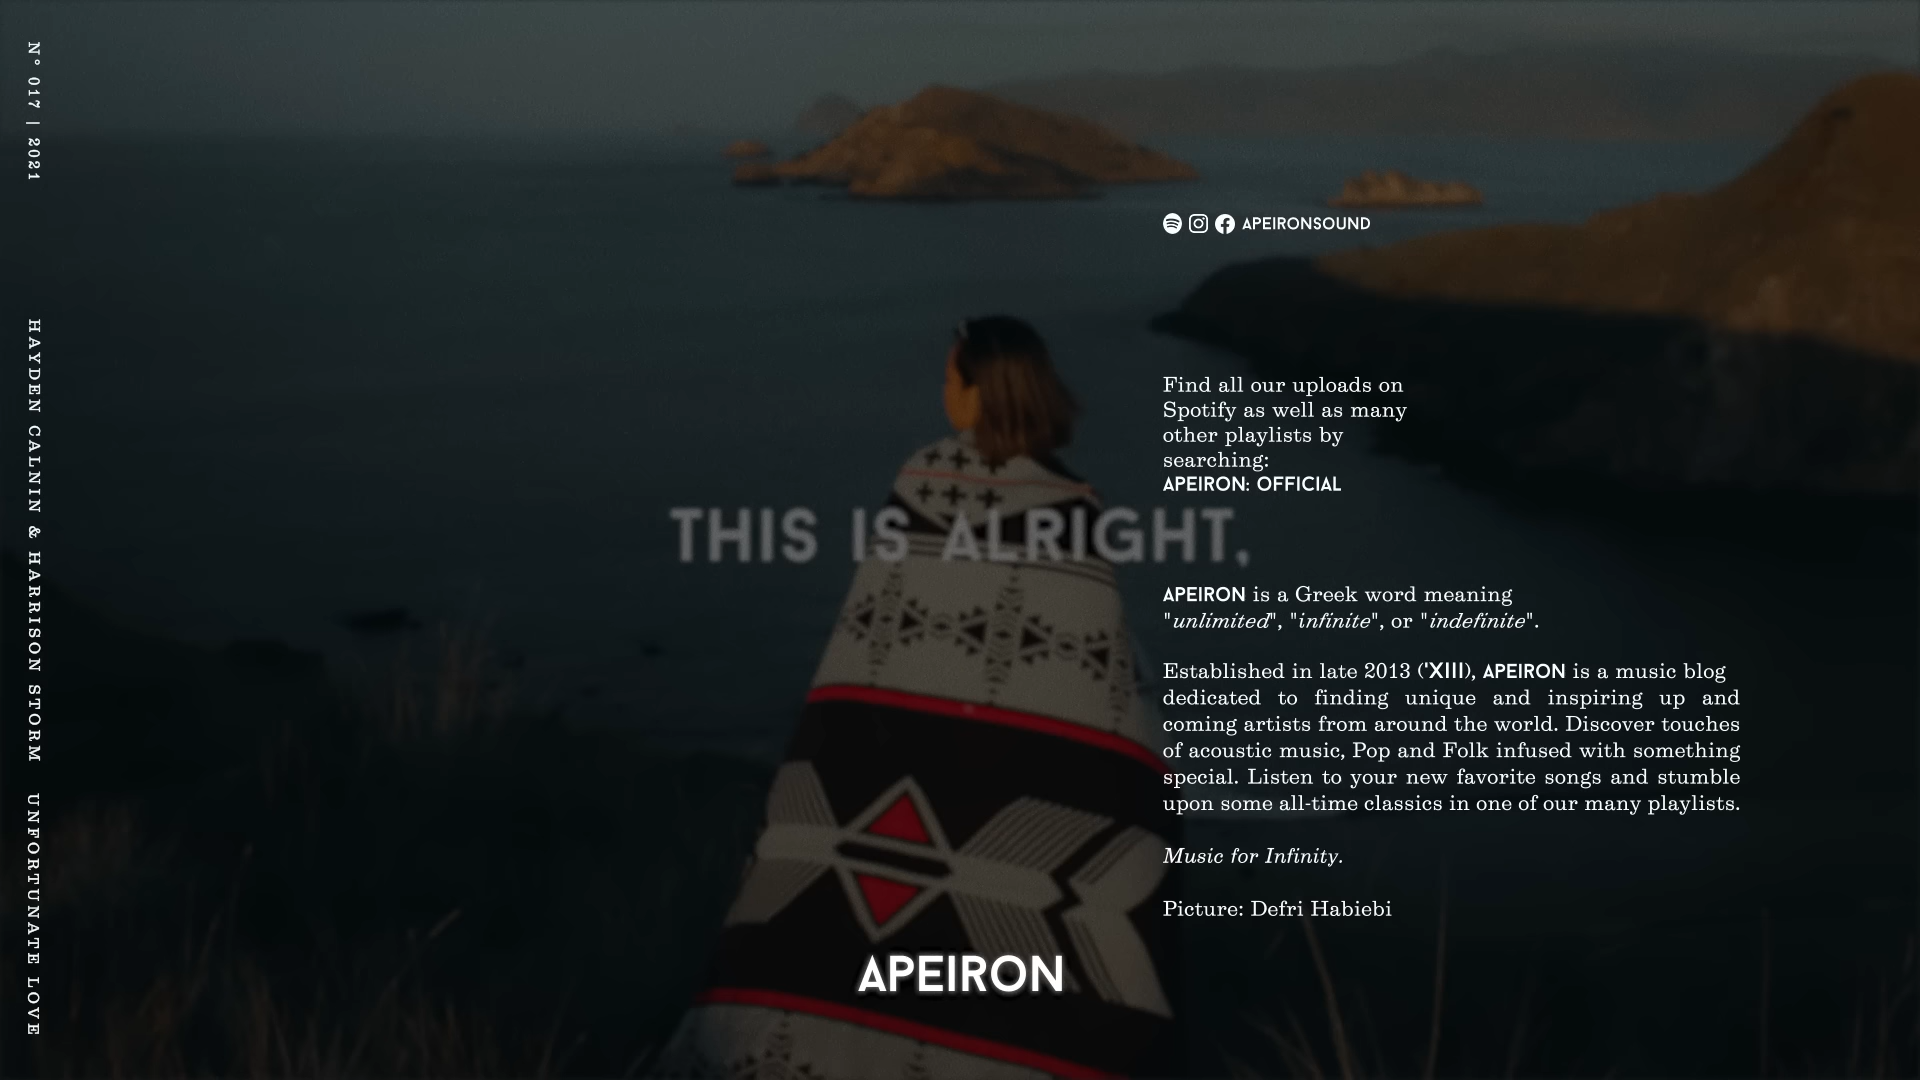 N° 017 | 2021
HAYDEN CALNIN & HARRISON STORM UNFORTUNATE LOVE
APEIRONSOUND
Find all our uploads on
Spotify as well as many
other playlists by
searching:
APEIRON: OFFICIAL
THIS IS ALRIGHT,
APEIRON is a Greek word meaning
"unlimited", "infinite", or "indefinite".
Established in late 2013 ('XIII), APEIRON is a music blog
dedicated to finding unique and inspiring up and
coming artists from around the world. Discover touches
of acoustic music, Pop and Folk infused with something
special. Listen to your new favorite songs and stumble
upon some all-time classics in one of our many playlists.
Music for Infinity.
Picture: Defri Habiebi
APEIRON